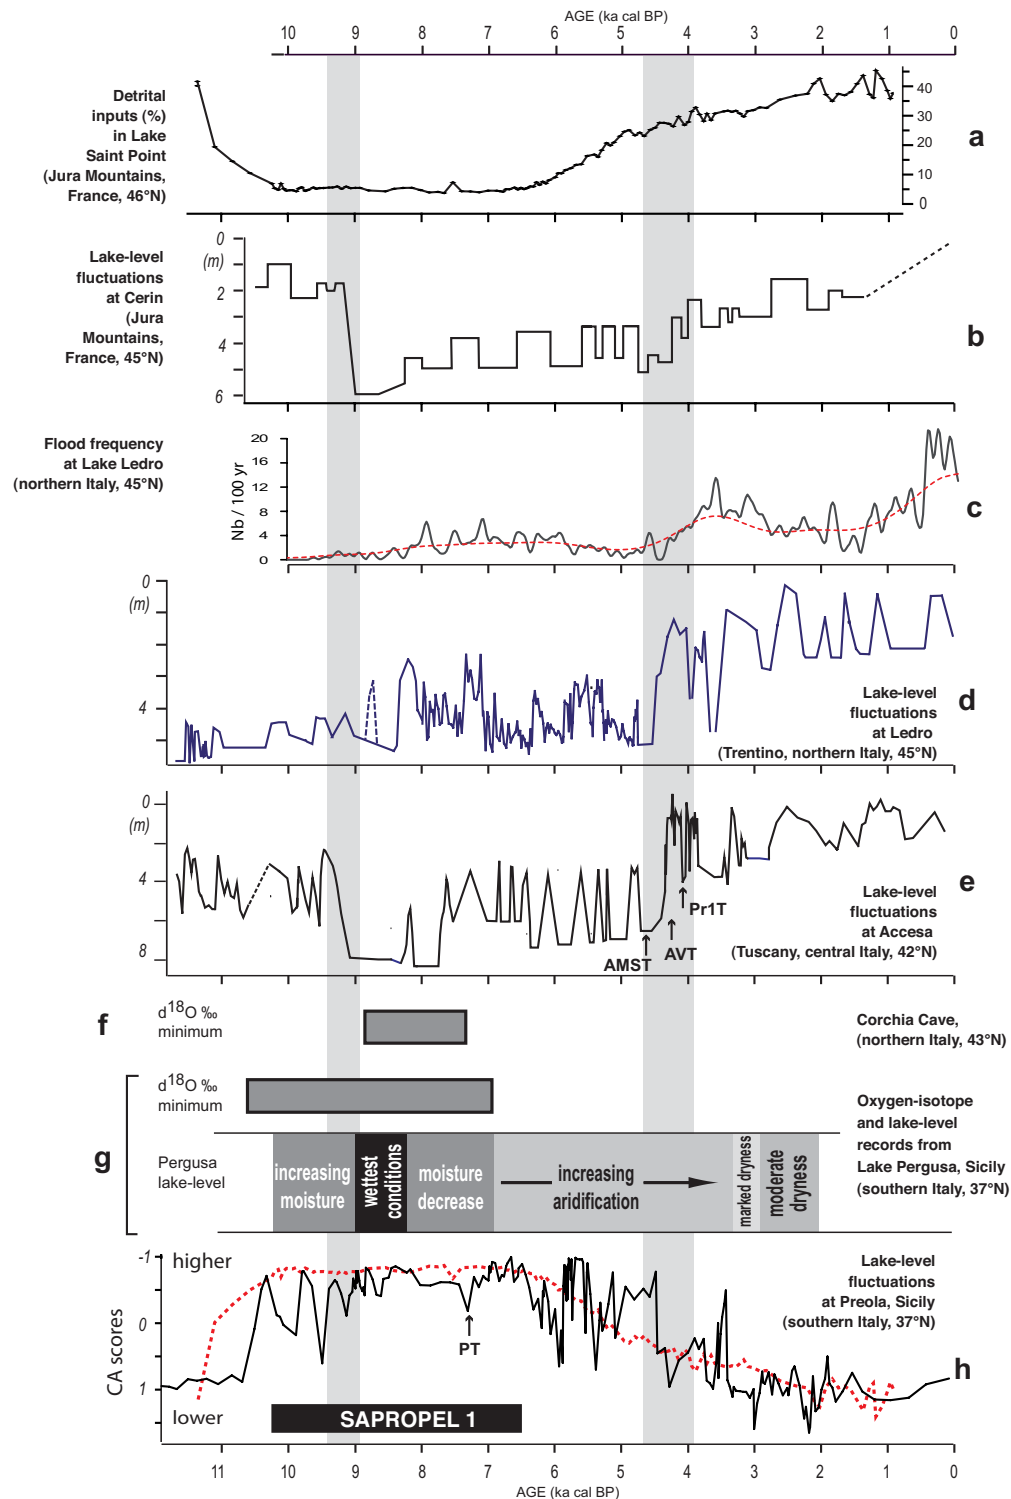 AGE (ka cal BP)
10 9 8 7 6 5 4 3 2 1 0
Detrital
inputs (%)
in Lake
Saint Point
(Jura Mountains,
France, 46°N)
40
30
20
10
0
a
Lake-level
fluctuations
at Cerin
(Jura
Mountains,
France, 45°N)
0
(m)
2
4
6
b
Flood frequency
at Lake Ledro
(northern Italy, 45°N)
Nb / 100 yr
20
16
12
8
4
0
c
0
(m)
4
d
Lake-level
fluctuations
at Ledro
(Trentino, northern Italy, 45°N)
0
(m)
4
8
e
Lake-level
fluctuations
at Accesa
(Tuscany, central Italy, 42°N)
Pr1T
AVT
AMST
f
d18O ‰
minimum
Corchia Cave,
(northern Italy, 43°N)
g
d18O ‰
minimum
Oxygen-isotope
and lake-level
records from
Lake Pergusa, Sicily
(southern Italy, 37°N)
Pergusa
lake-level
increasing
moisture
wettest
conditions
moisture
decrease
increasing
aridification
marked dryness
moderate
dryness
CA scores
-1
0
1
higher
lower
PT
Lake-level
fluctuations
at Preola, Sicily
(southern Italy, 37°N)
h
SAPROPEL 1
11 10 9 8 7 6 5 4 3 2 1 0
AGE (ka cal BP)